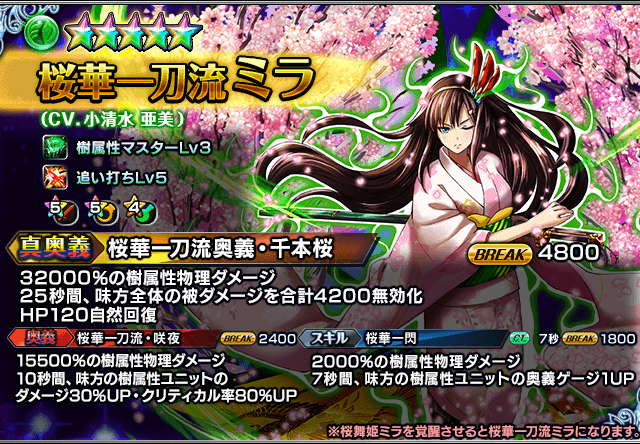 桜華一刀流ミラ
(CV.小清水 亜美)
樹属性マスターLv3
追い打ちLv5
5 5 4
真奥義 桜華一刀流奥義・千本桜 BREAK 4800
32000%の樹属性物理ダメージ
25秒間、味方全体の被ダメージを合計4200無効化
HP120自然回復
奥義 桜華一刀流・咲夜 BREAK 2400
15500%の樹属性物理ダメージ
10秒間、味方の樹属性ユニットの
ダメージ30%UP・クリティカル率80%UP
スキル 桜華一閃 CT 7秒 BREAK 1800
2000%の樹属性物理ダメージ
7秒間、味方の樹属性ユニットの奥義ゲージ1UP
※桜舞姫ミラを覚醒させると桜華一刀流ミラになります。